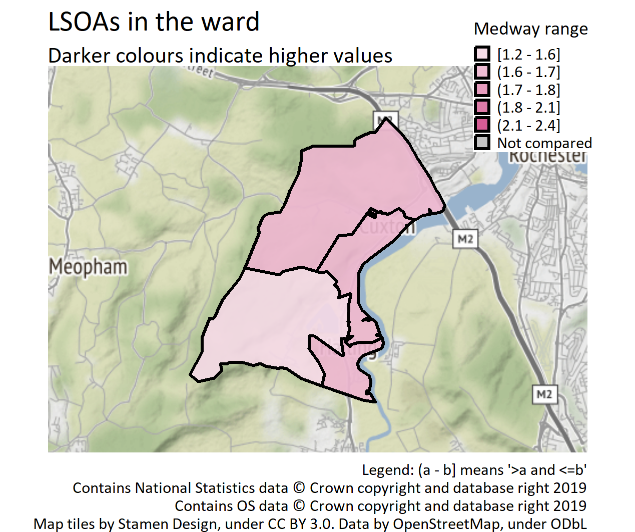 LSOAs in the ward
Darker colours indicate higher values
Medway range
[1.2 - 1.6]
(1.6 - 1.7]
(1.7 - 1.8]
(1.8 - 2.1]
(2.1 - 2.4]
Not compared
Rochester
Cuxton
M2
Meopham
M2
Legend: (a - b] means '>a and <=b'
Contains National Statistics data © Crown copyright and database right 2019
Contains OS data © Crown copyright and database right 2019
Map tiles by Stamen Design, under CC BY 3.0. Data by OpenStreetMap, under ODbL